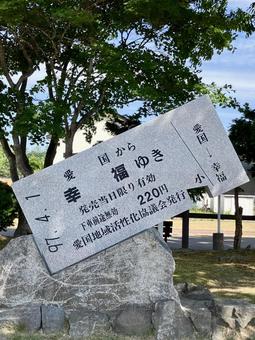 愛国から
幸福ゆき
発売当日限り有効
下車前途無効 220円
愛国地域活性化協議会発行
97.4.1
愛国→幸福
小